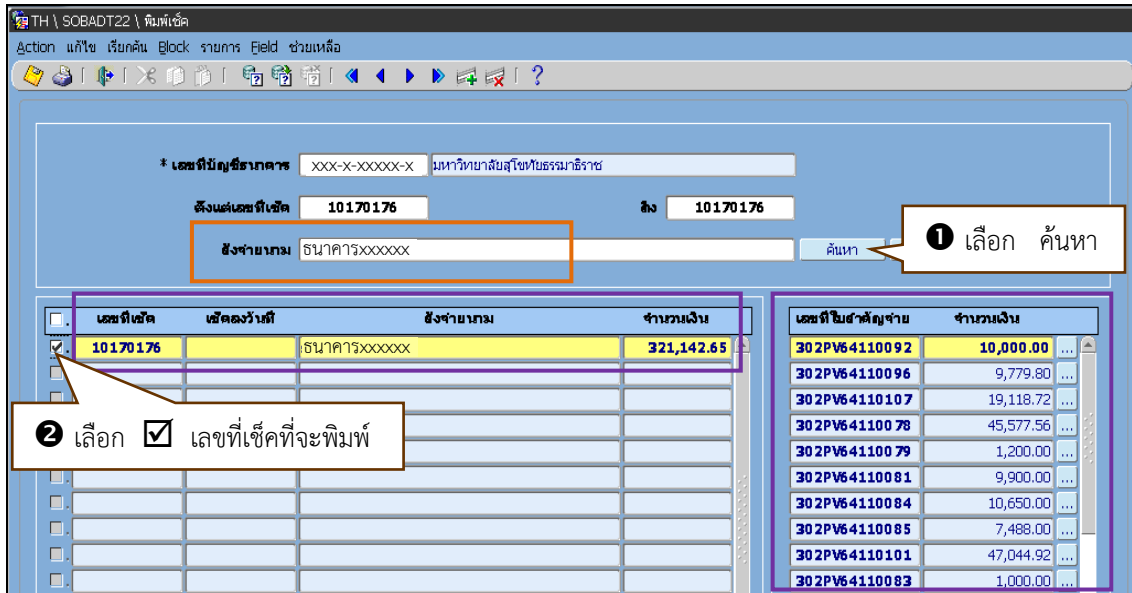 TH \ SOBADT22 \ พิมพ์เช็ค
Action แก้ไข เรียกค้น Block รายการ Field ช่วยเหลือ
* เลขที่บัญชีธนาคาร xxx-x-xxxxx-x มหาวิทยาลัยสุโขทัยธรรมาธิราช
ตั้งแต่เลขที่เช็ค 10170176 ถึง 10170176
สั่งจ่ายนาม ธนาคารxxxxxx ค้นหา
❶ เลือก ค้นหา
เลขที่เช็ค เช็คลงวันที่ สั่งจ่ายนาม จำนวนเงิน เลขที่ใบสำคัญจ่าย จำนวนเงิน
10170176 ธนาคารxxxxxx 321,142.65 302PV64110092 10,000.00 ...
302PV64110096 9,779.80 ...
302PV64110107 19,118.72 ...
❷ เลือก ☑ เลขที่เช็คที่จะพิมพ์
302PV64110078 45,577.56 ...
302PV64110079 1,200.00 ...
302PV64110081 9,900.00 ...
302PV64110084 10,650.00 ...
302PV64110085 7,488.00 ...
302PV64110101 47,044.92 ...
302PV64110083 1,000.00 ...